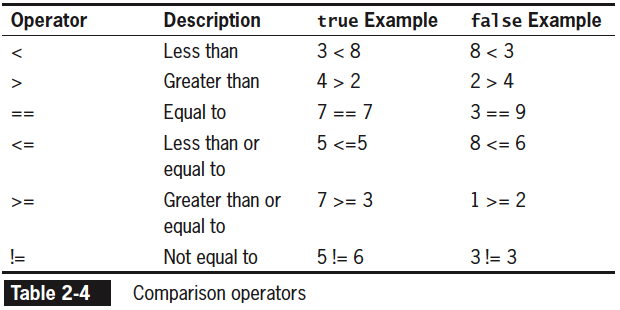 Operator Description true Example false Example
< Less than 3 < 8 8 < 3
> Greater than 4 > 2 2 > 4
== Equal to 7 == 7 3 == 9
<= Less than or 5 <=5 8 <= 6
equal to
>= Greater than or 7 >= 3 1 >= 2
equal to
!= Not equal to 5 != 6 3 != 3
Table 2-4 Comparison operators